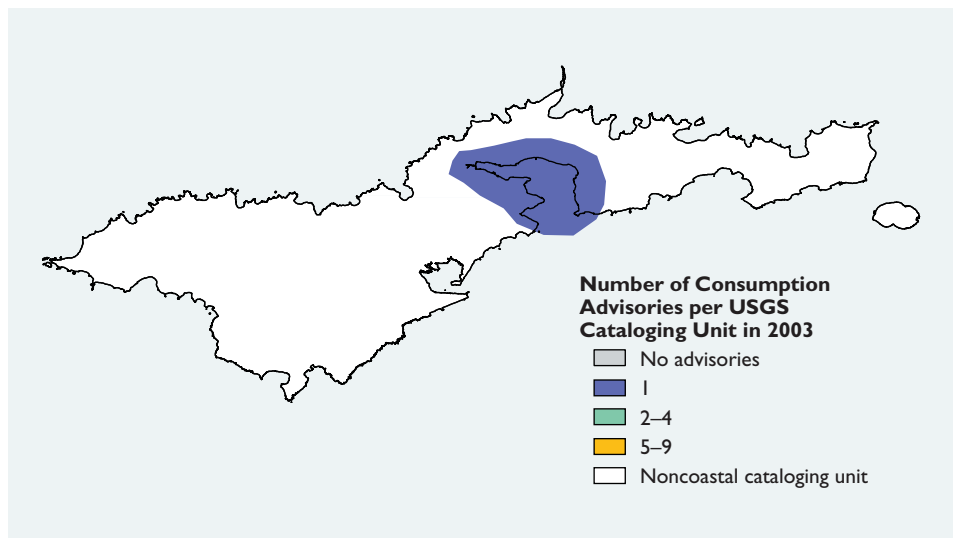 Number of Consumption
Advisories per USGS
Cataloging Unit in 2003
No advisories
1
2–4
5–9
Noncoastal cataloging unit